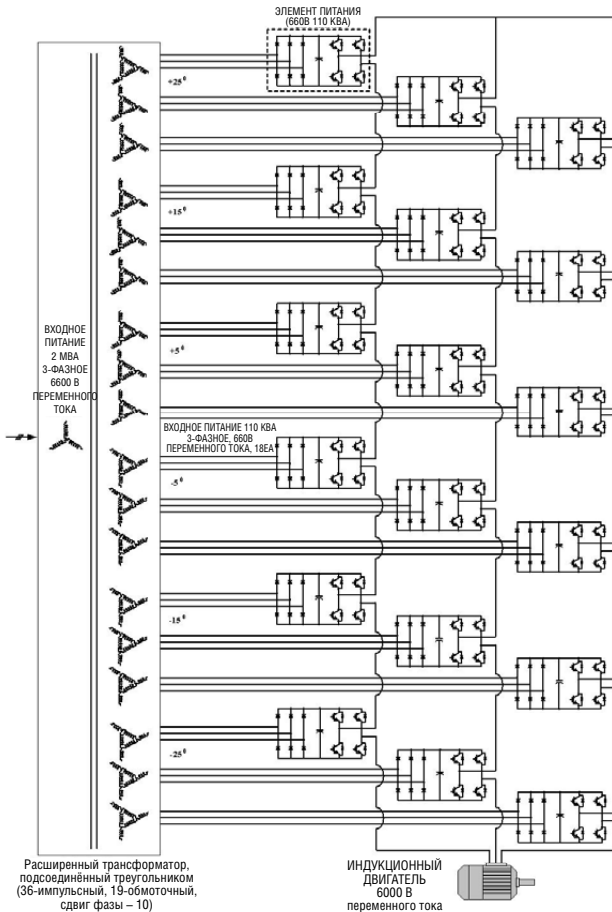 ЭЛЕМЕНТ ПИТАНИЯ
(660В 110 КВА)
+25⁰
+15⁰
ВХОДНОЕ
ПИТАНИЕ
2 МВА
3-ФАЗНОЕ
6600 В
ПЕРЕМЕННОГО
ТОКА
+5⁰
ВХОДНОЕ ПИТАНИЕ 110 КВА
3-ФАЗНОЕ, 660В
ПЕРЕМЕННОГО ТОКА, 18EA
-5⁰
-15⁰
-25⁰
Расширенный трансформатор,
подсоединённый треугольником
(36-импульсный, 19-обмоточный,
сдвиг фазы – 10)
ИНДУКЦИОННЫЙ
ДВИГАТЕЛЬ
6000 В
переменного тока